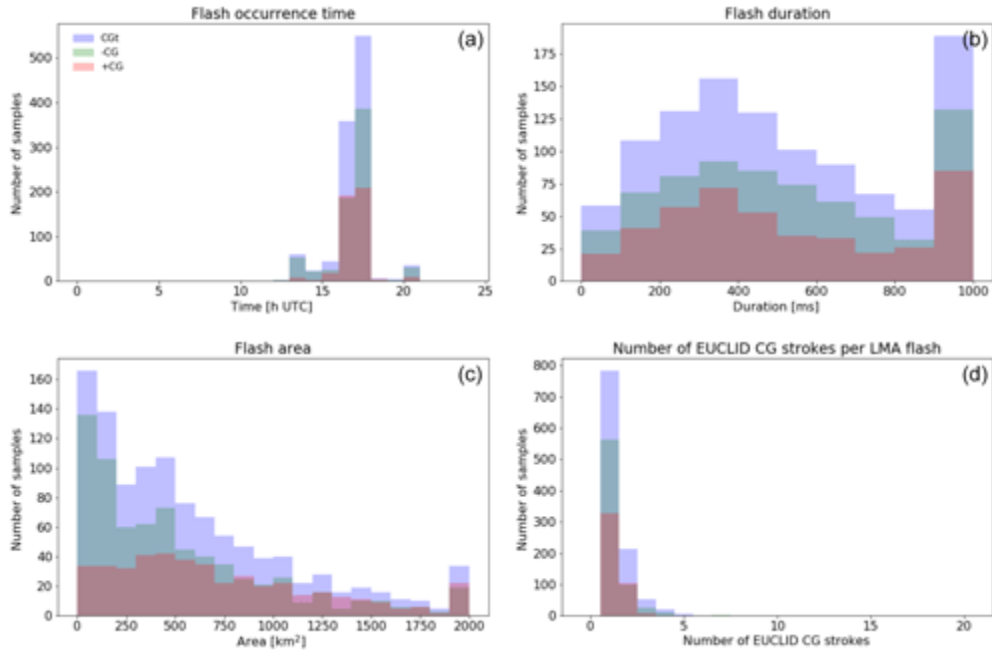 Flash occurrence time
(a)
CGt
-CG
+CG
Number of samples
500
400
300
200
100
0
0 5 10 15 20 25
Time [h UTC]
Flash duration
(b)
Number of samples
175
150
125
100
75
50
25
0
0 200 400 600 800 1000
Duration [ms]
Flash area
(c)
Number of samples
160
140
120
100
80
60
40
20
0
0 250 500 750 1000 1250 1500 1750 2000
Area [km²]
Number of EUCLID CG strokes per LMA flash
(d)
Number of samples
800
700
600
500
400
300
200
100
0
0 5 10 15 20
Number of EUCLID CG strokes